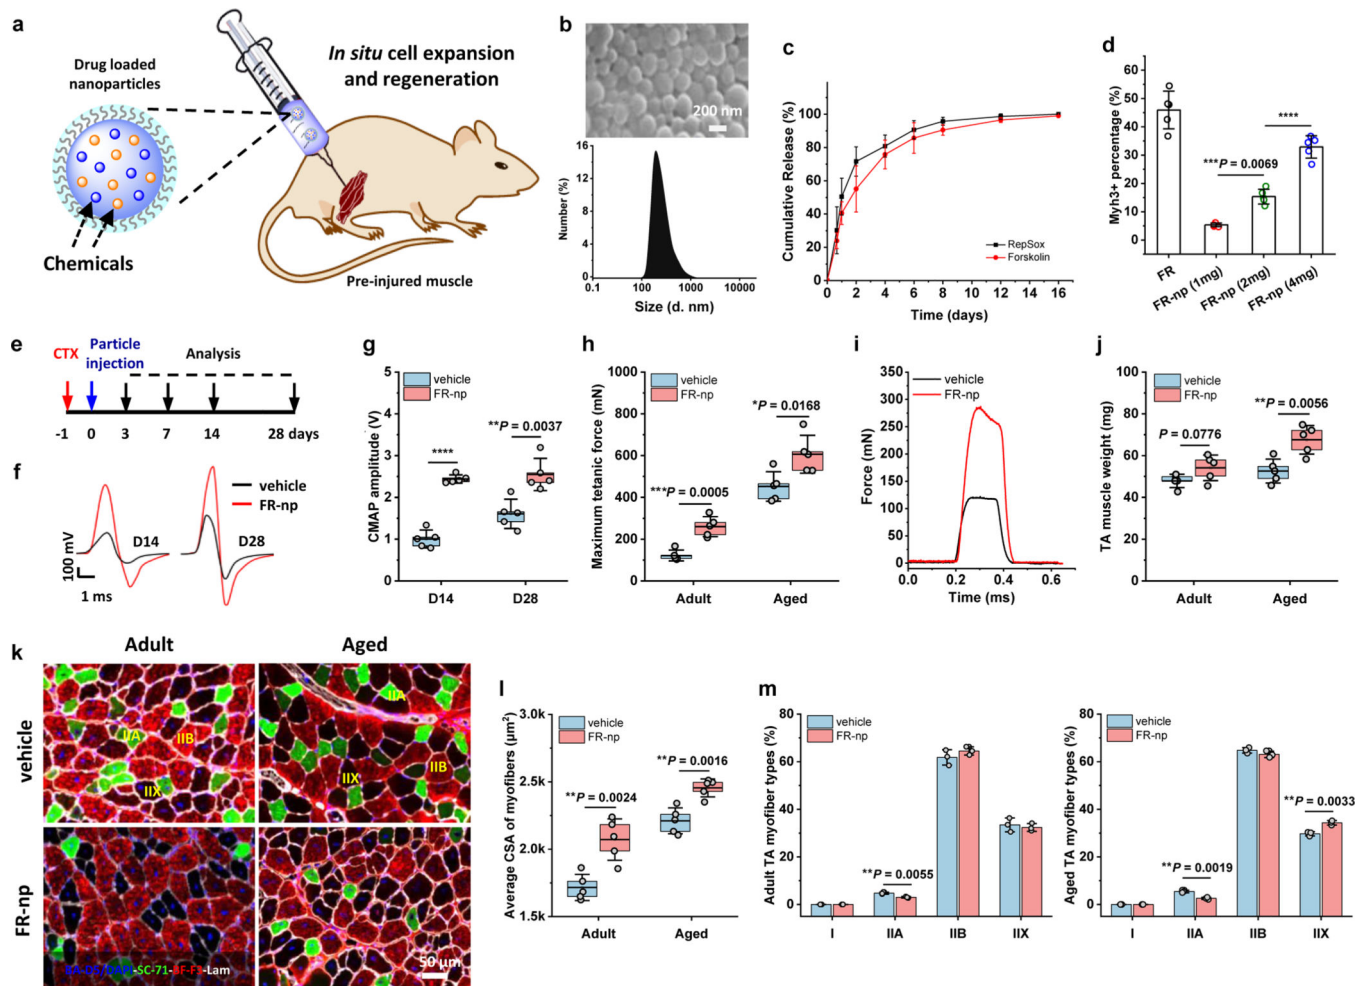 a
In situ cell expansion
and regeneration
Drug loaded
nanoparticles
Chemicals
Pre-injured muscle
b
200 nm
Number (%)
16
12
8
4
0
0.1
10
100
1000
10000
Size (d. nm)
c
Cumulative Release (%)
100
80
60
40
20
0
RepSox
Forskolin
0 2 4 6 8 10 12 14 16
Time (days)
d
Myh3+ percentage (%)
60
50
40
30
20
10
0
****
***P = 0.0069
FR
FR-np (1mg)
FR-np (2mg)
FR-np (4mg)
e
CTX
Particle
injection
Analysis
-1 0 3 7 14 28 days
f
vehicle
FR-np
D14
D28
100 mV
1 ms
g
CMAP amplitude (V)
5
4
3
2
1
0
vehicle
FR-np
**P = 0.0037
****
D14 D28
h
Maximum tetanic force (mN)
1000
800
600
400
200
0
vehicle
FR-np
*P = 0.0168
***P = 0.0005
Adult Aged
i
Force (mN)
350
300
250
200
150
100
50
0
vehicle
FR-np
0.0 0.2 0.4 0.6
Time (ms)
j
TA muscle weight (mg)
100
80
60
40
20
0
vehicle
FR-np
**P = 0.0056
P = 0.0776
Adult Aged
k
Adult Aged
vehicle
FR-np
IIA
IIB
IIX
IIA
IIX
IIB
BA-D5/DAPI-SC-71-BF-F3-Lam
50 μm
l
Average CSA of myofibers (μm²)
3.0k
2.5k
2.0k
1.5k
vehicle
FR-np
**P = 0.0016
**P = 0.0024
Adult Aged
m
Adult TA myofiber types (%)
80
60
40
20
0
vehicle
FR-np
**P = 0.0055
I IIA IIB IIX
Aged TA myofiber types (%)
80
60
40
20
0
vehicle
FR-np
**P = 0.0033
**P = 0.0019
I IIA IIB IIX